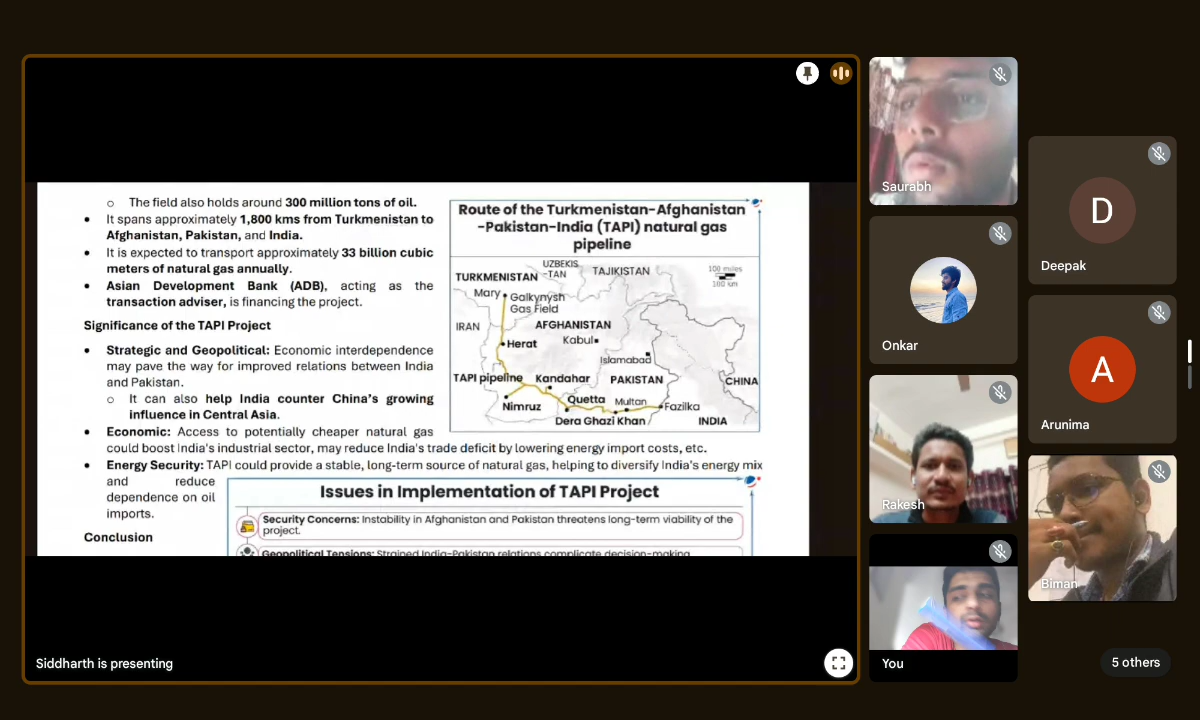 ○ The field also holds around 300 million tons of oil.
• It spans approximately 1,800 kms from Turkmenistan to
Afghanistan, Pakistan, and India.
• It is expected to transport approximately 33 billion cubic
meters of natural gas annually.
• Asian Development Bank (ADB), acting as the
transaction adviser, is financing the project.
Significance of the TAPI Project
• Strategic and Geopolitical: Economic interdependence
may pave the way for improved relations between India
and Pakistan.
○ It can also help India counter China's growing
influence in Central Asia.
• Economic: Access to potentially cheaper natural gas
could boost India's industrial sector, may reduce India's trade deficit by lowering energy import costs, etc.
• Energy Security: TAPI could provide a stable, long-term source of natural gas, helping to diversify India's energy mix
and reduce
dependence on oil
imports.
Conclusion
Route of the Turkmenistan-Afghanistan
-Pakistan-India (TAPI) natural gas
pipeline
UZBEKIS
-TAN
TAJIKISTAN
TURKMENISTAN
100 miles
100 km
Mary
Galkynysh
Gas Field
IRAN
AFGHANISTAN
Herat
Kabul
Islamabad
TAPI pipeline
Kandahar
PAKISTAN
CHINA
Nimruz
Quetta
Multan
Fazilka
Dera Ghazi Khan
INDIA
Issues in Implementation of TAPI Project
Security Concerns: Instability in Afghanistan and Pakistan threatens long-term viability of the
project.
Geopolitical Tensions: Strained India-Pakistan relations complicate decision-making
Siddharth is presenting
Saurabh
Onkar
Rakesh
You
D
Deepak
A
Arunima
Biman
5 others